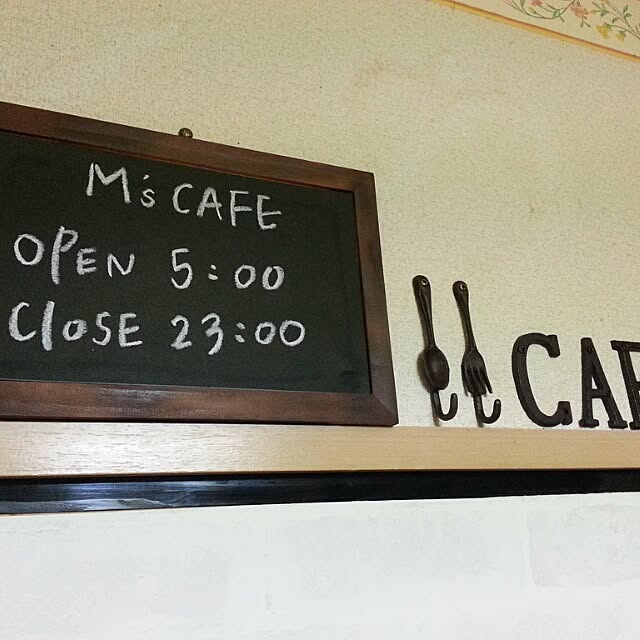 M's CAFE
OPEN 5:00
ClOSE 23:00
CAF